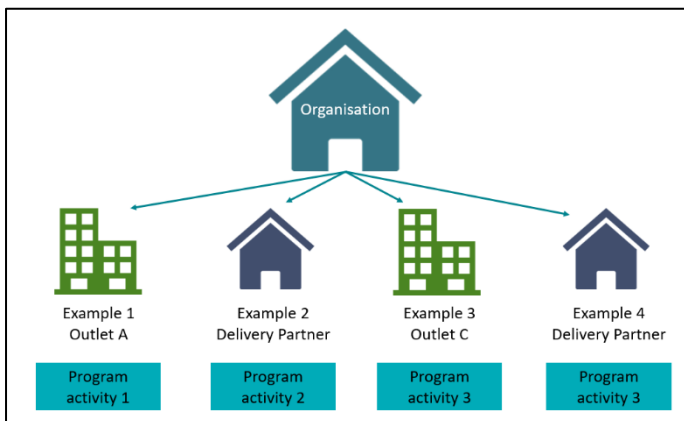 Organisation
Example 1
Outlet A
Example 2
Delivery Partner
Example 3
Outlet C
Example 4
Delivery Partner
Program
activity 1
Program
activity 2
Program
activity 3
Program
activity 3